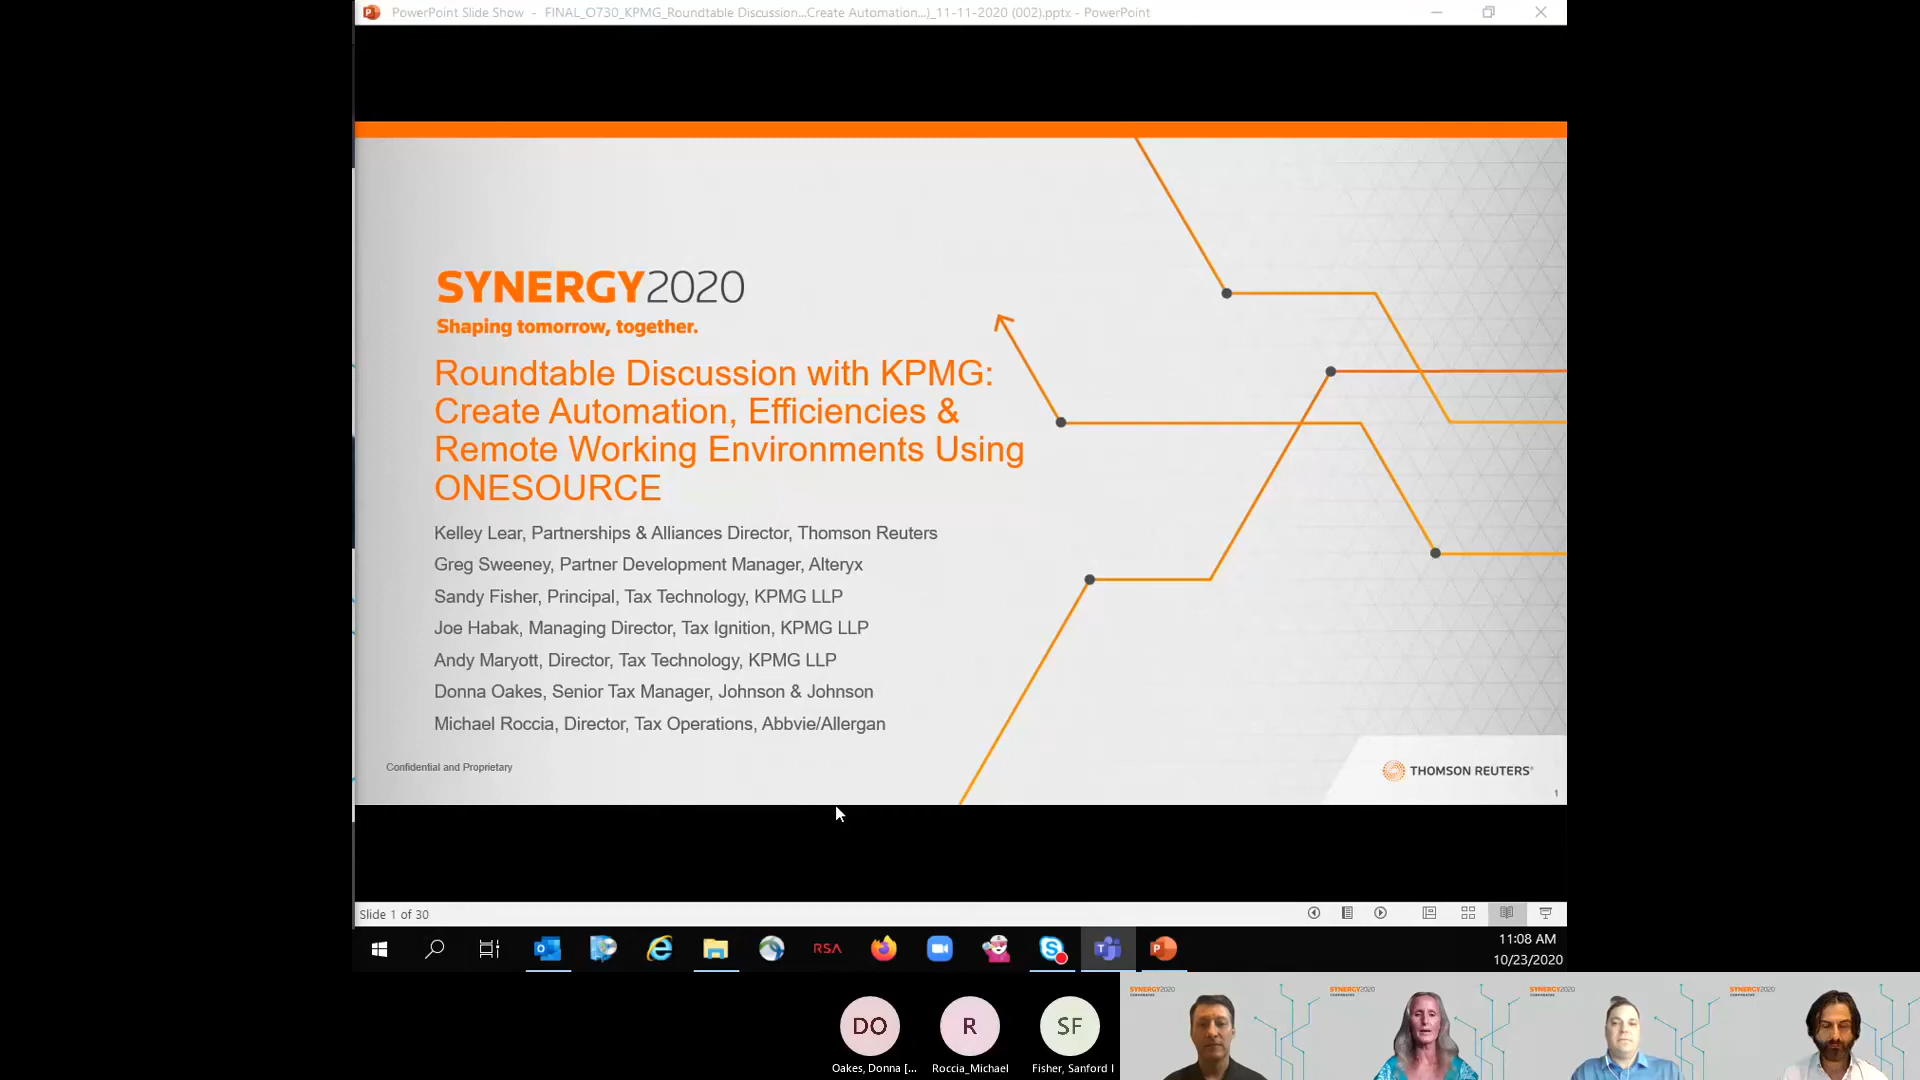 PowerPoint Slide Show - FINAL_O730_KPMG_Roundtable Discussion...Create Automation...)_11-11-2020 (002).pptx - PowerPoint
SYNERGY2020
Shaping tomorrow, together.
Roundtable Discussion with KPMG:
Create Automation, Efficiencies &
Remote Working Environments Using
ONESOURCE
Kelley Lear, Partnerships & Alliances Director, Thomson Reuters
Greg Sweeney, Partner Development Manager, Alteryx
Sandy Fisher, Principal, Tax Technology, KPMG LLP
Joe Habak, Managing Director, Tax Ignition, KPMG LLP
Andy Maryott, Director, Tax Technology, KPMG LLP
Donna Oakes, Senior Tax Manager, Johnson & Johnson
Michael Roccia, Director, Tax Operations, Abbvie/Allergan
Confidential and Proprietary
THOMSON REUTERS®
1
Slide 1 of 30
RSA
11:08 AM
10/23/2020
DO
R
SF
Oakes, Donna [...
Roccia_Michael
Fisher, Sanford I
SYNERGY2020
SYNERGY2020
SYNERGY2020
SYNERGY2020